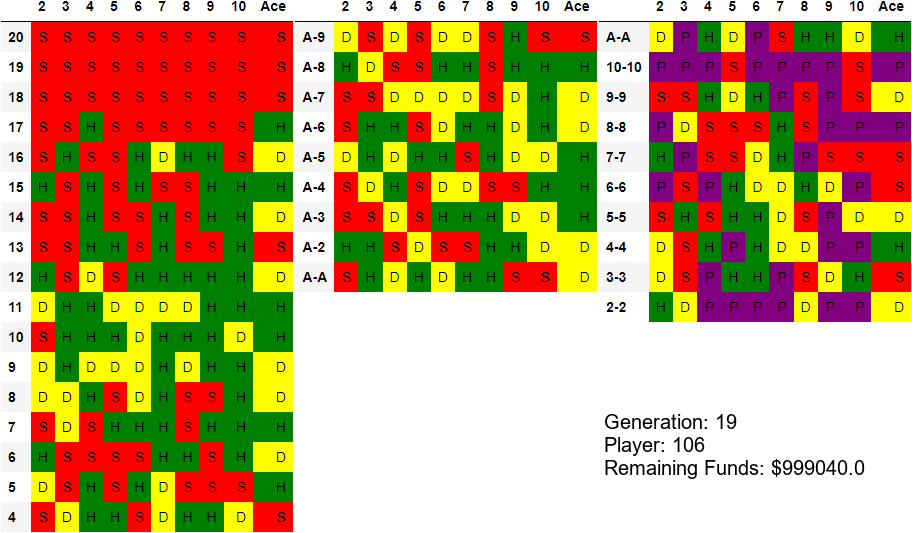 2 3 4 5 6 7 8 9 10 Ace
20 S S S S S S S S S S
19 S S S S S S S S S S
18 S S S S S S S S S S
17 S S H S S S S S S H
16 S H S S H D H H S D
15 H S H S H S S H H H
14 S S H S S H S H H D
13 S S H H S H S S H S
12 H S D S H H H H H D
11 D H H D D D D H H H
10 S H H H D H H H D H
9 D H D D D H D H H D
8 D D H S D H S S H D
7 S D S H H H S H H H
6 H S S S S H H S H D
5 D S H S H D S S S H
4 S D H H S D H H D S
2 3 4 5 6 7 8 9 10 Ace
A-9 D S D S D D S H S S
A-8 H D S S H H S H H H
A-7 S S D D D D S D H D
A-6 S H H S D H H D H D
A-5 D H D H H S H D D H
A-4 S D H S D D S S H H
A-3 S S D S H H H D D H
A-2 H H S D S S H H D D
A-A S H D H D H H S S D
2 3 4 5 6 7 8 9 10 Ace
A-A D P H D P S H H D H
10-10 P P P S P P P P S P
9-9 S S H D H P S P S D
8-8 P D S S S H S P P P
7-7 H P S S D H P S S S
6-6 P S P H D D H D P S
5-5 S H S H H D S P D D
4-4 D S H P H D D P P H
3-3 D S P H H P S D H S
2-2 H D P P P P D P P D
Generation: 19
Player: 106
Remaining Funds: $999040.0